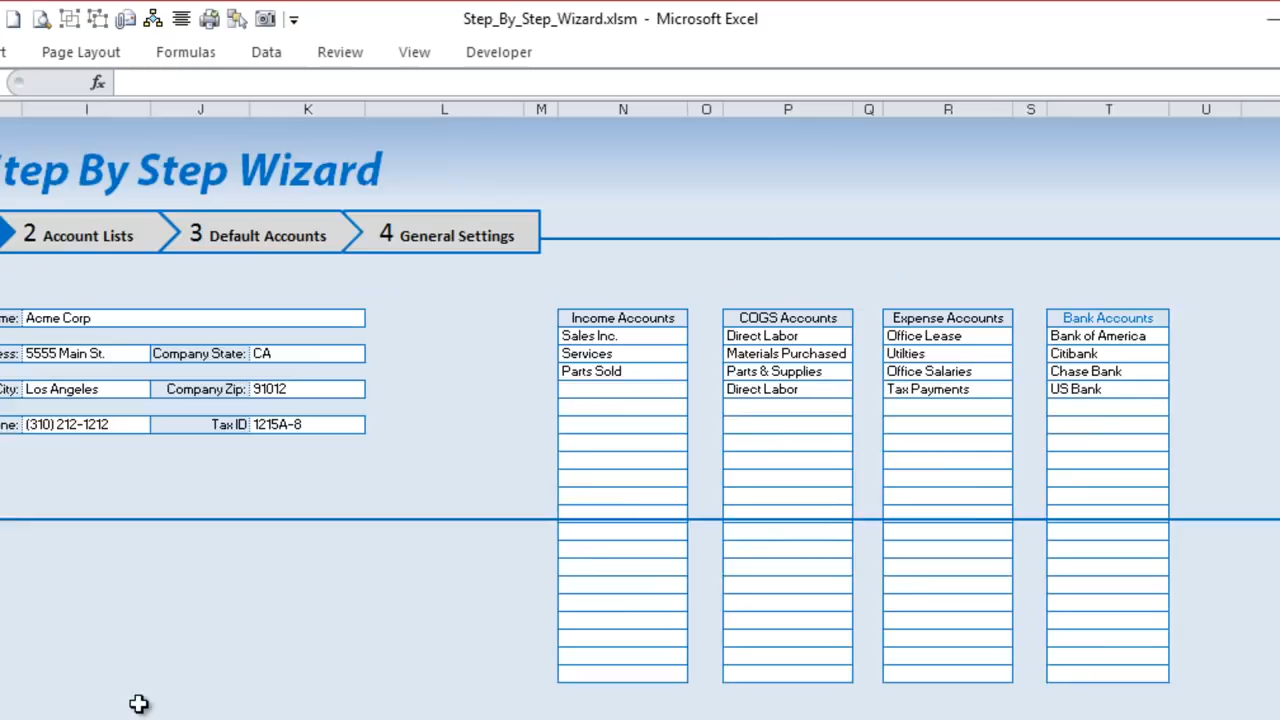 Step_By_Step_Wizard.xlsm - Microsoft Excel
Page Layout Formulas Data Review View Developer
fx
I J K L M N O P Q R S T U
tep By Step Wizard
2 Account Lists 3 Default Accounts 4 General Settings
me: Acme Corp
ess: 5555 Main St. Company State: CA
City: Los Angeles Company Zip: 91012
ne: (310) 212-1212 Tax ID 1215A-8
Income Accounts COGS Accounts Expense Accounts Bank Accounts
Sales Inc. Direct Labor Office Lease Bank of America
Services Materials Purchased Utilties Citibank
Parts Sold Parts & Supplies Office Salaries Chase Bank
Direct Labor Tax Payments US Bank